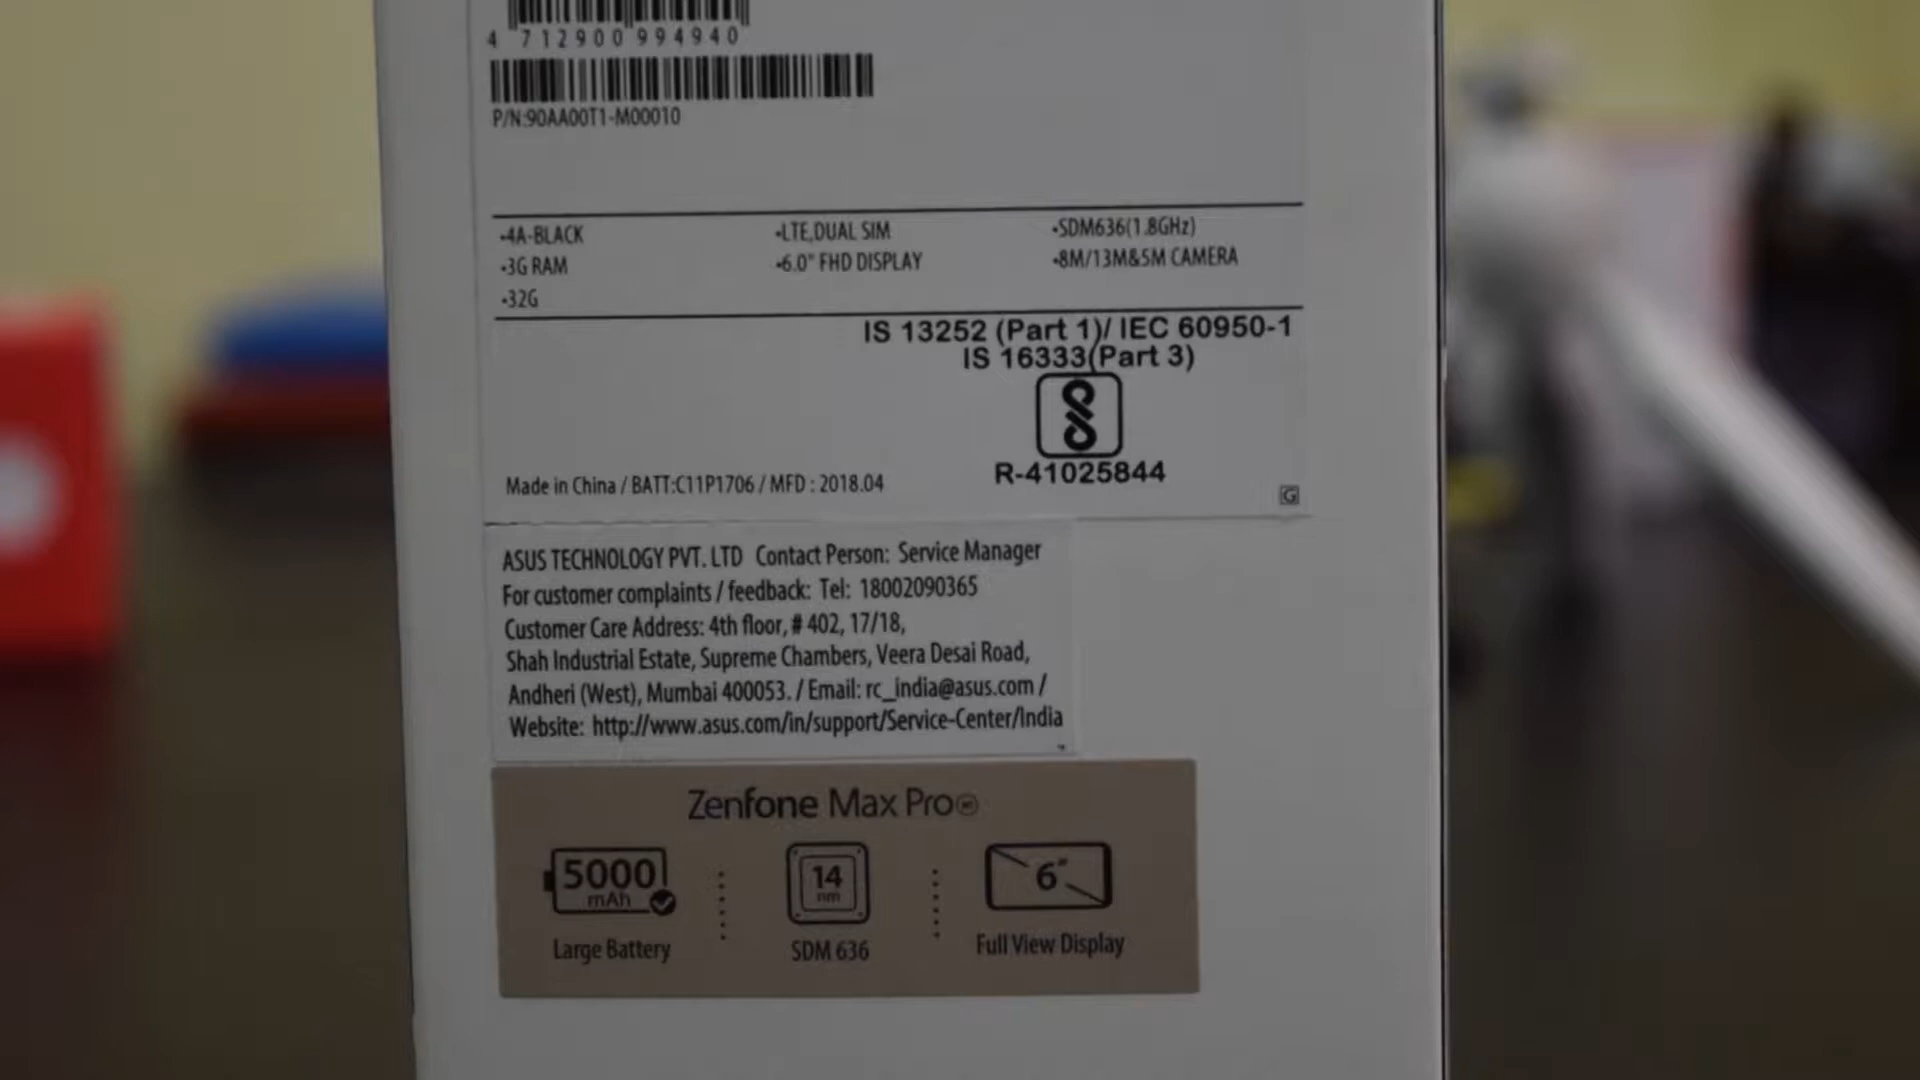 4 712900 994940
P/N:90AA00T1-M00010
•4A-BLACK •LTE,DUAL SIM •SDM636(1.8GHz)
•3G RAM •6.0" FHD DISPLAY •8M/13M&5M CAMERA
•32G
IS 13252 (Part 1)/ IEC 60950-1
IS 16333(Part 3)
R-41025844
Made in China / BATT:C11P1706 / MFD : 2018.04
G
ASUS TECHNOLOGY PVT. LTD Contact Person: Service Manager
For customer complaints / feedback: Tel: 18002090365
Customer Care Address: 4th floor, # 402, 17/18,
Shah Industrial Estate, Supreme Chambers, Veera Desai Road,
Andheri (West), Mumbai 400053. / Email: rc_india@asus.com /
Website: http://www.asus.com/in/support/Service-Center/India
Zenfone Max Pro
5000 mAh 14 nm 6"
Large Battery SDM 636 Full View Display